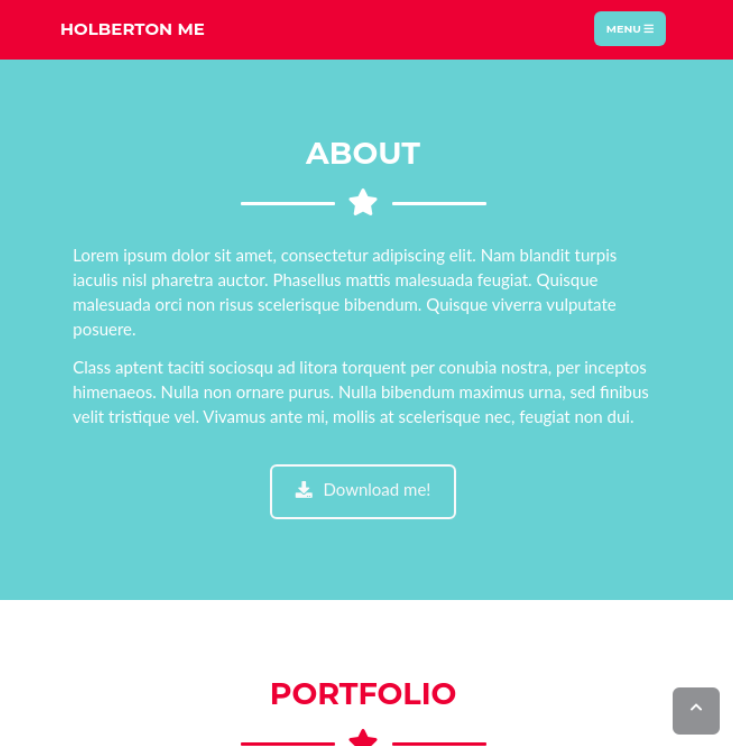 HOLBERTON ME
MENU
ABOUT
Lorem ipsum dolor sit amet, consectetur adipiscing elit. Nam blandit turpis
iaculis nisl pharetra auctor. Phasellus mattis malesuada feugiat. Quisque
malesuada orci non risus scelerisque bibendum. Quisque viverra vulputate
posuere.
Class aptent taciti sociosqu ad litora torquent per conubia nostra, per inceptos
himenaeos. Nulla non ornare purus. Nulla bibendum maximus urna, sed finibus
velit tristique vel. Vivamus ante mi, mollis at scelerisque nec, feugiat non dui.
Download me!
PORTFOLIO